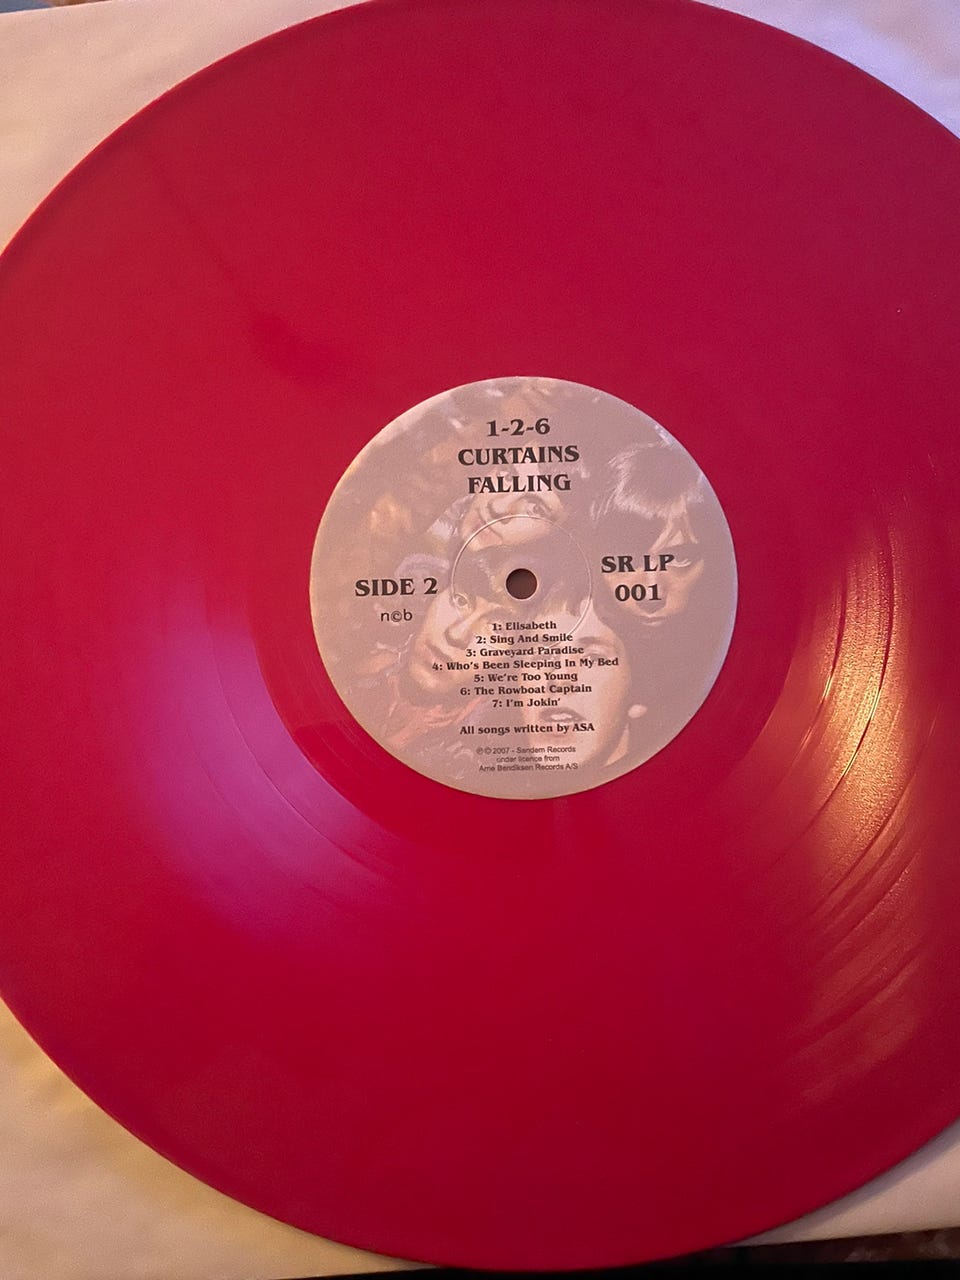 1-2-6
CURTAINS
FALLING
SIDE 2
n©b
SR LP
001
1: Elisabeth
2: Sing And Smile
3: Graveyard Paradise
4: Who's Been Sleeping In My Bed
5: We're Too Young
6: The Rowboat Captain
7: I'm Jokin'
All songs written by ASA
℗© 2007 - Sandem Records
under licence from
Arne Bendiksen Records A/S